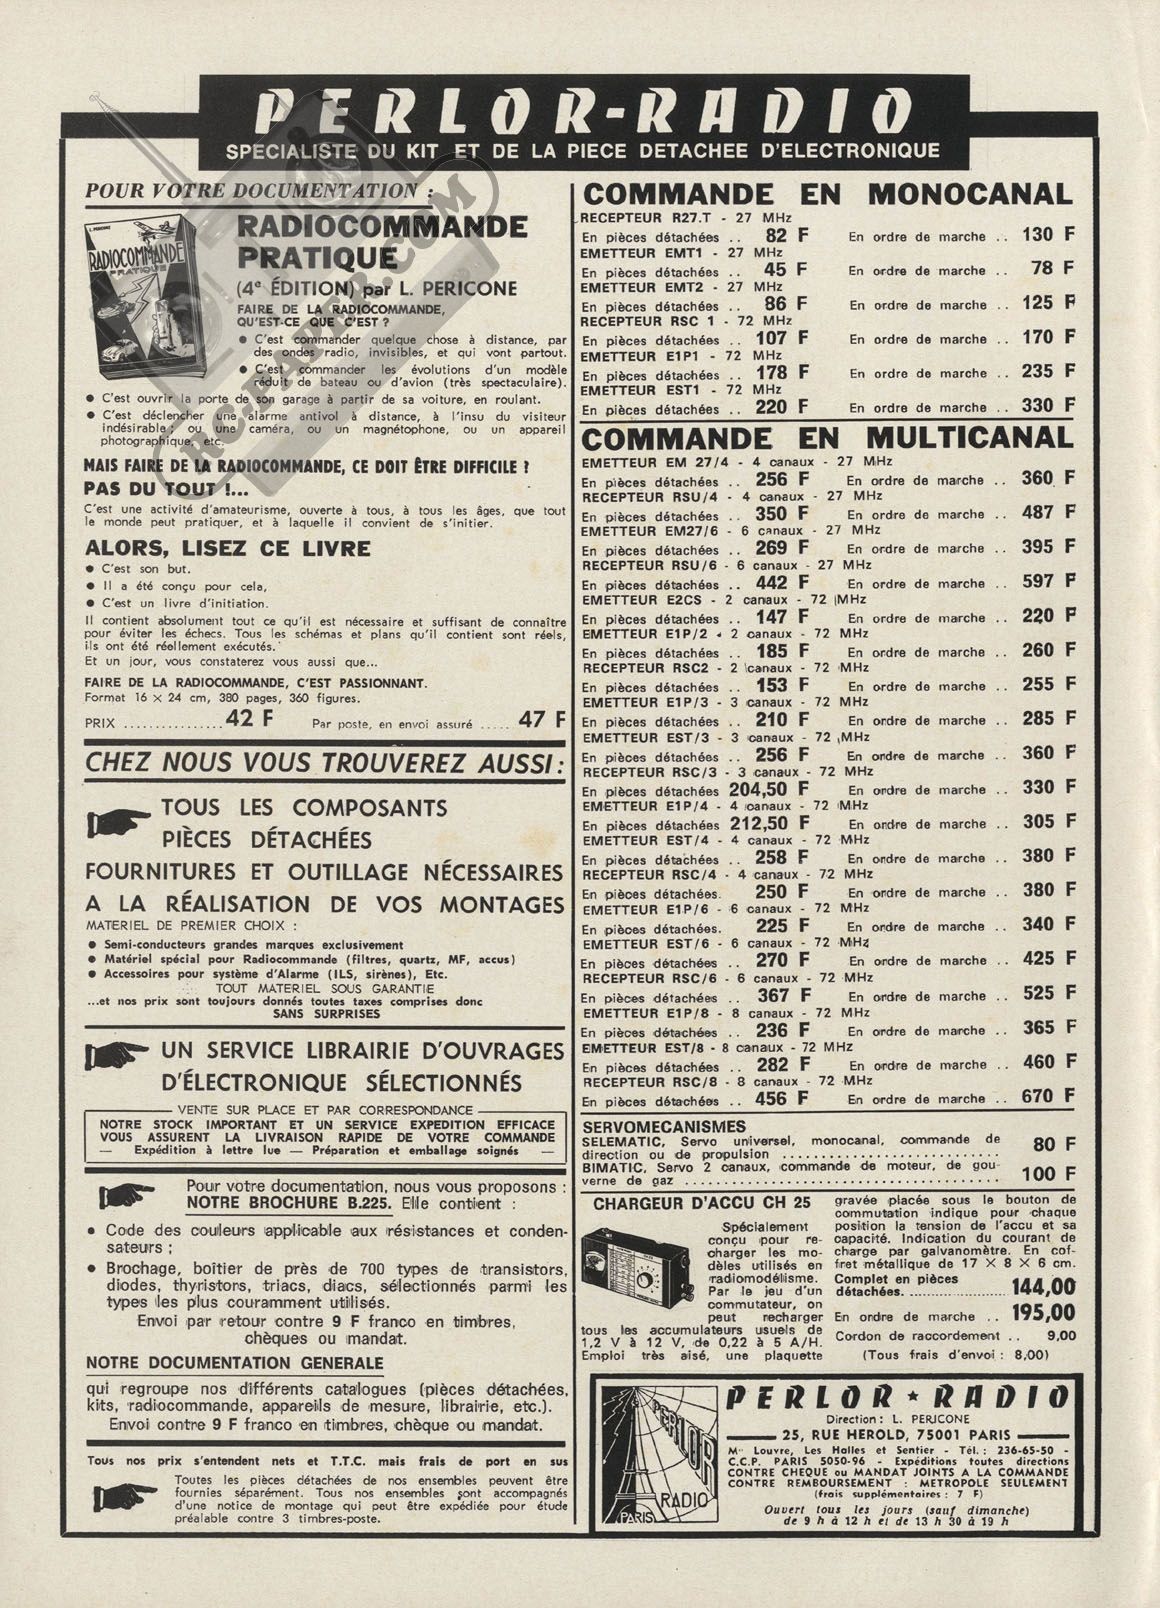 PERLOR-RADIO
SPECIALISTE DU KIT ET DE LA PIECE DETACHEE D'ELECTRONIQUE
POUR VOTRE DOCUMENTATION :
L. PERICONE
RADIOCOMMANDE
PRATIQUE
RADIOCOMMANDE
PRATIQUE
(4e ÉDITION) par L. PERICONE
FAIRE DE LA RADIOCOMMANDE,
QU'EST-CE QUE C'EST ?
● C'est commander quelque chose à distance, par
des ondes radio, invisibles, et qui vont partout.
● C'est commander les évolutions d'un modèle
réduit de bateau ou d'avion (très spectaculaire).
● C'est ouvrir la porte de son garage à partir de sa voiture, en roulant.
● C'est déclencher une alarme antivol à distance, à l'insu du visiteur
indésirable, ou une caméra, ou un magnétophone, ou un appareil
photographique, etc.
RC-PAPER.COM
MAIS FAIRE DE LA RADIOCOMMANDE, CE DOIT ÊTRE DIFFICILE ?
PAS DU TOUT !...
C'est une activité d'amateurisme, ouverte à tous, à tous les âges, que tout
le monde peut pratiquer, et à laquelle il convient de s'initier.
ALORS, LISEZ CE LIVRE
● C'est son but.
● Il a été conçu pour cela,
● C'est un livre d'initiation.
Il contient absolument tout ce qu'il est nécessaire et suffisant de connaître
pour éviter les échecs. Tous les schémas et plans qu'il contient sont réels,
ils ont été réellement exécutés.
Et un jour, vous constaterez vous aussi que...
FAIRE DE LA RADIOCOMMANDE, C'EST PASSIONNANT.
Format 16 × 24 cm, 380 pages, 360 figures.
PRIX ................ 42 F Par poste, en envoi assuré ..... 47 F
CHEZ NOUS VOUS TROUVEREZ AUSSI :
TOUS LES COMPOSANTS
PIÈCES DÉTACHÉES
FOURNITURES ET OUTILLAGE NÉCESSAIRES
A LA RÉALISATION DE VOS MONTAGES
MATERIEL DE PREMIER CHOIX :
● Semi-conducteurs grandes marques exclusivement
● Matériel spécial pour Radiocommande (filtres, quartz, MF, accus)
● Accessoires pour système d'Alarme (ILS, sirènes), Etc.
TOUT MATERIEL SOUS GARANTIE
...et nos prix sont toujours donnés toutes taxes comprises donc
SANS SURPRISES
UN SERVICE LIBRAIRIE D'OUVRAGES
D'ÉLECTRONIQUE SÉLECTIONNÉS
VENTE SUR PLACE ET PAR CORRESPONDANCE
NOTRE STOCK IMPORTANT ET UN SERVICE EXPEDITION EFFICACE
VOUS ASSURENT LA LIVRAISON RAPIDE DE VOTRE COMMANDE
— Expédition à lettre lue — Préparation et emballage soignés —
Pour votre documentation, nous vous proposons :
NOTRE BROCHURE B.225. Elle contient :
● Code des couleurs applicable aux résistances et conden-
sateurs ;
● Brochage, boîtier de près de 700 types de transistors,
diodes, thyristors, triacs, diacs, sélectionnés parmi les
types les plus couramment utilisés.
Envoi par retour contre 9 F franco en timbres,
chèques ou mandat.
NOTRE DOCUMENTATION GENERALE
qui regroupe nos différents catalogues (pièces détachées,
kits, radiocommande, appareils de mesure, librairie, etc.).
Envoi contre 9 F franco en timbres, chèque ou mandat.
Tous nos prix s'entendent nets et T.T.C. mais frais de port en sus
Toutes les pièces détachées de nos ensembles peuvent être
fournies séparément. Tous nos ensembles sont accompagnés
d'une notice de montage qui peut être expédiée pour étude
préalable contre 3 timbres-poste.
COMMANDE EN MONOCANAL
RECEPTEUR R27.T - 27 MHz
En pièces détachées .. 82 F En ordre de marche .. 130 F
EMETTEUR EMT1 - 27 MHz
En pièces détachées .. 45 F En ordre de marche .. 78 F
EMETTEUR EMT2 - 27 MHz
En pièces détachées .. 86 F En ordre de marche .. 125 F
RECEPTEUR RSC 1 - 72 MHz
En pièces détachées .. 107 F En ordre de marche .. 170 F
EMETTEUR E1P1 - 72 MHz
En pièces détachées .. 178 F En ordre de marche .. 235 F
EMETTEUR EST1 - 72 MHz
En pièces détachées .. 220 F En ordre de marche .. 330 F
COMMANDE EN MULTICANAL
EMETTEUR EM 27/4 - 4 canaux - 27 MHz
En pièces détachées .. 256 F En ordre de marche .. 360 F
RECEPTEUR RSU/4 - 4 canaux - 27 MHz
En pièces détachées .. 350 F En ordre de marche .. 487 F
EMETTEUR EM27/6 - 6 canaux - 27 MHz
En pièces détachées .. 269 F En ordre de marche .. 395 F
RECEPTEUR RSU/6 - 6 canaux - 27 MHz
En pièces détachées .. 442 F En ordre de marche .. 597 F
EMETTEUR E2CS - 2 canaux - 72 MHz
En pièces détachées .. 147 F En ordre de marche .. 220 F
EMETTEUR E1P/2 - 2 canaux - 72 MHz
En pièces détachées .. 185 F En ordre de marche .. 260 F
RECEPTEUR RSC2 - 2 canaux - 72 MHz
En pièces détachées .. 153 F En ordre de marche .. 255 F
EMETTEUR E1P/3 - 3 canaux - 72 MHz
En pièces détachées .. 210 F En ordre de marche .. 285 F
EMETTEUR EST/3 - 3 canaux - 72 MHz
En pièces détachées .. 256 F En ordre de marche .. 360 F
RECEPTEUR RSC/3 - 3 canaux - 72 MHz
En pièces détachées 204,50 F En ordre de marche .. 330 F
EMETTEUR E1P/4 - 4 canaux - 72 MHz
En pièces détachées 212,50 F En ordre de marche .. 305 F
EMETTEUR EST/4 - 4 canaux - 72 MHz
En pièces détachées .. 258 F En ordre de marche .. 380 F
RECEPTEUR RSC/4 - 4 canaux - 72 MHz
En pièces détachées. 250 F En ordre de marche .. 380 F
EMETTEUR E1P/6 - 6 canaux - 72 MHz
En pièces détachées. 225 F En ordre de marche .. 340 F
EMETTEUR EST/6 - 6 canaux - 72 MHz
En pièces détachées .. 270 F En ordre de marche .. 425 F
RECEPTEUR RSC/6 - 6 canaux - 72 MHz
En pièces détachées .. 367 F En ordre de marche .. 525 F
EMETTEUR E1P/8 - 8 canaux - 72 MHz
En pièces détachées .. 236 F En ordre de marche .. 365 F
EMETTEUR EST/8 - 8 canaux - 72 MHz
En pièces détachées .. 282 F En ordre de marche .. 460 F
RECEPTEUR RSC/8 - 8 canaux - 72 MHz
En pièces détachées .. 456 F En ordre de marche .. 670 F
SERVOMECANISMES
SELEMATIC, Servo universel, monocanal, commande de
direction ou de propulsion .......................... 80 F
BIMATIC, Servo 2 canaux, commande de moteur, de gou-
verne de gaz ........................................ 100 F
CHARGEUR D'ACCU CH 25
Spécialement
conçu pour re-
charger les mo-
dèles utilisés en
radiomodélisme.
Par le jeu d'un
commutateur, on
peut recharger
tous les accumulateurs usuels de
1,2 V à 12 V, de 0,22 à 5 A/H.
Emploi très aisé, une plaquette
gravée placée sous le bouton de
commutation indique pour chaque
position la tension de l'accu et sa
capacité. Indication du courant de
charge par galvanomètre. En cof-
fret métallique de 17 × 8 × 6 cm.
Complet en pièces
détachées. ................. 144,00
En ordre de marche .. 195,00
Cordon de raccordement .. 9,00
(Tous frais d'envoi : 8,00)
PERLOR
RADIO
PARIS
PERLOR ★ RADIO
Direction : L. PERICONE
25, RUE HEROLD, 75001 PARIS
Mo Louvre, Les Halles et Sentier - Tél. : 236-65-50 -
C.C.P. PARIS 5050-96 - Expéditions toutes directions
CONTRE CHEQUE ou MANDAT JOINTS A LA COMMANDE
CONTRE REMBOURSEMENT : METROPOLE SEULEMENT
(frais supplémentaires : 7 F)
Ouvert tous les jours (sauf dimanche)
de 9 h à 12 h et de 13 h 30 à 19 h